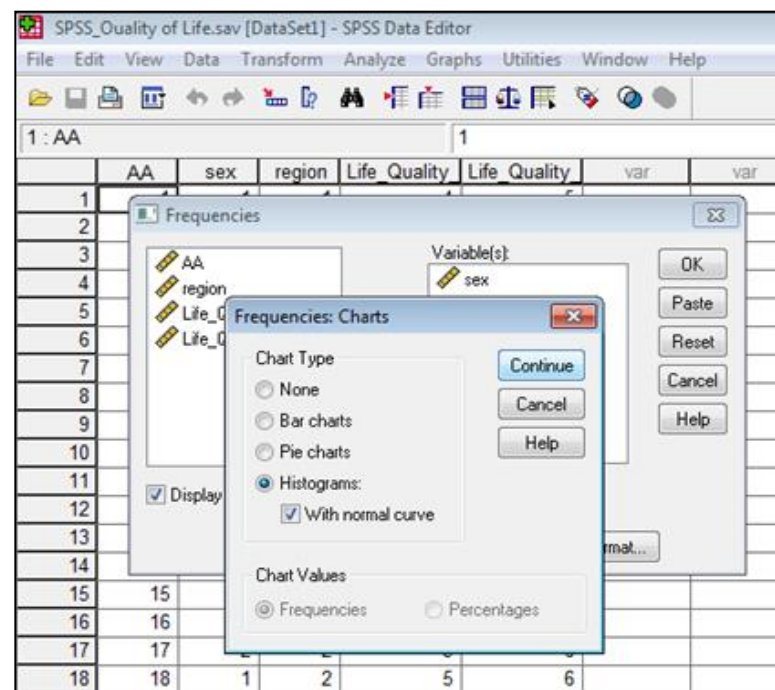 SPSS_Ouality of Life.sav [DataSet1] - SPSS Data Editor
File Edit View Data Transform Analyze Graphs Utilities Window Help
1 : AA 1
AA sex region Life_Quality_ Life_Quality_ var var
1
2
3
4
5
6
7
8
9
10
11
12
13
14
15 15
16 16
17 17
18 18 1 2 5 6
Frequencies
AA
region
Life_
Life_
Variable(s):
sex
OK
Paste
Reset
Cancel
Help
Display
rmat...
Frequencies: Charts
Chart Type
None
Bar charts
Pie charts
Histograms:
With normal curve
Continue
Cancel
Help
Chart Values
Frequencies Percentages